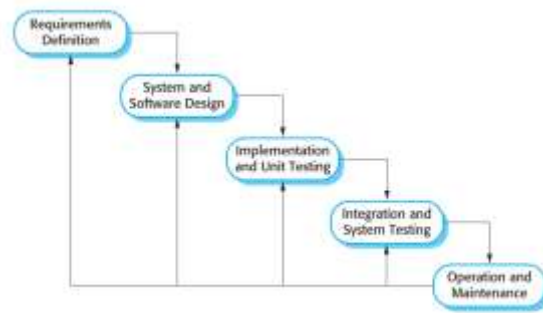 Requirements
Definition
System and
Software Design
Implementation
and Unit Testing
Integration and
System Testing
Operation and
Maintenance